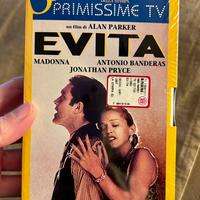 PRIMISSIME TV
un film di ALAN PARKER
EVITA
MADONNA ANTONIO BANDERAS
JONATHAN PRYCE